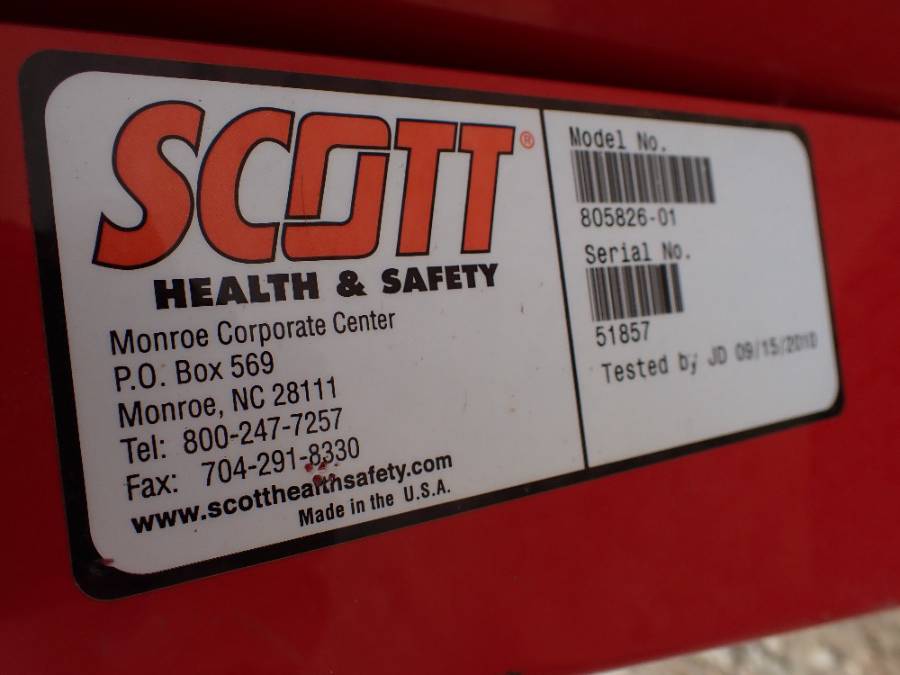 SCOTT®
HEALTH & SAFETY
Monroe Corporate Center
P.O. Box 569
Monroe, NC 28111
Tel: 800-247-7257
Fax: 704-291-8330
www.scotthealthsafety.com
Made in the U.S.A.
Model No.
805826-01
Serial No.
51857
Tested by JD 09/15/2010